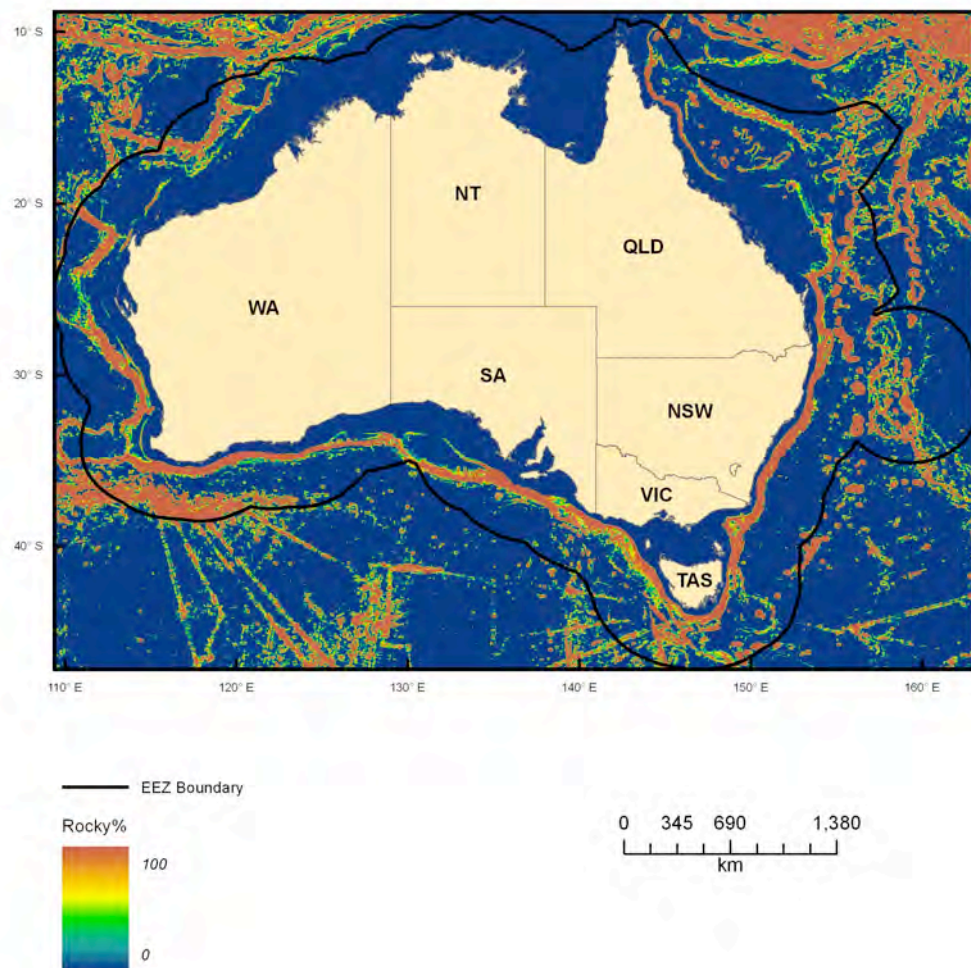 10° S
NT
20° S
QLD
WA
30° S
SA
NSW
VIC
40° S
TAS
110° E 120° E 130° E 140° E 150° E 160° E
EEZ Boundary
Rocky%
100
0
0 345 690 1,380
km